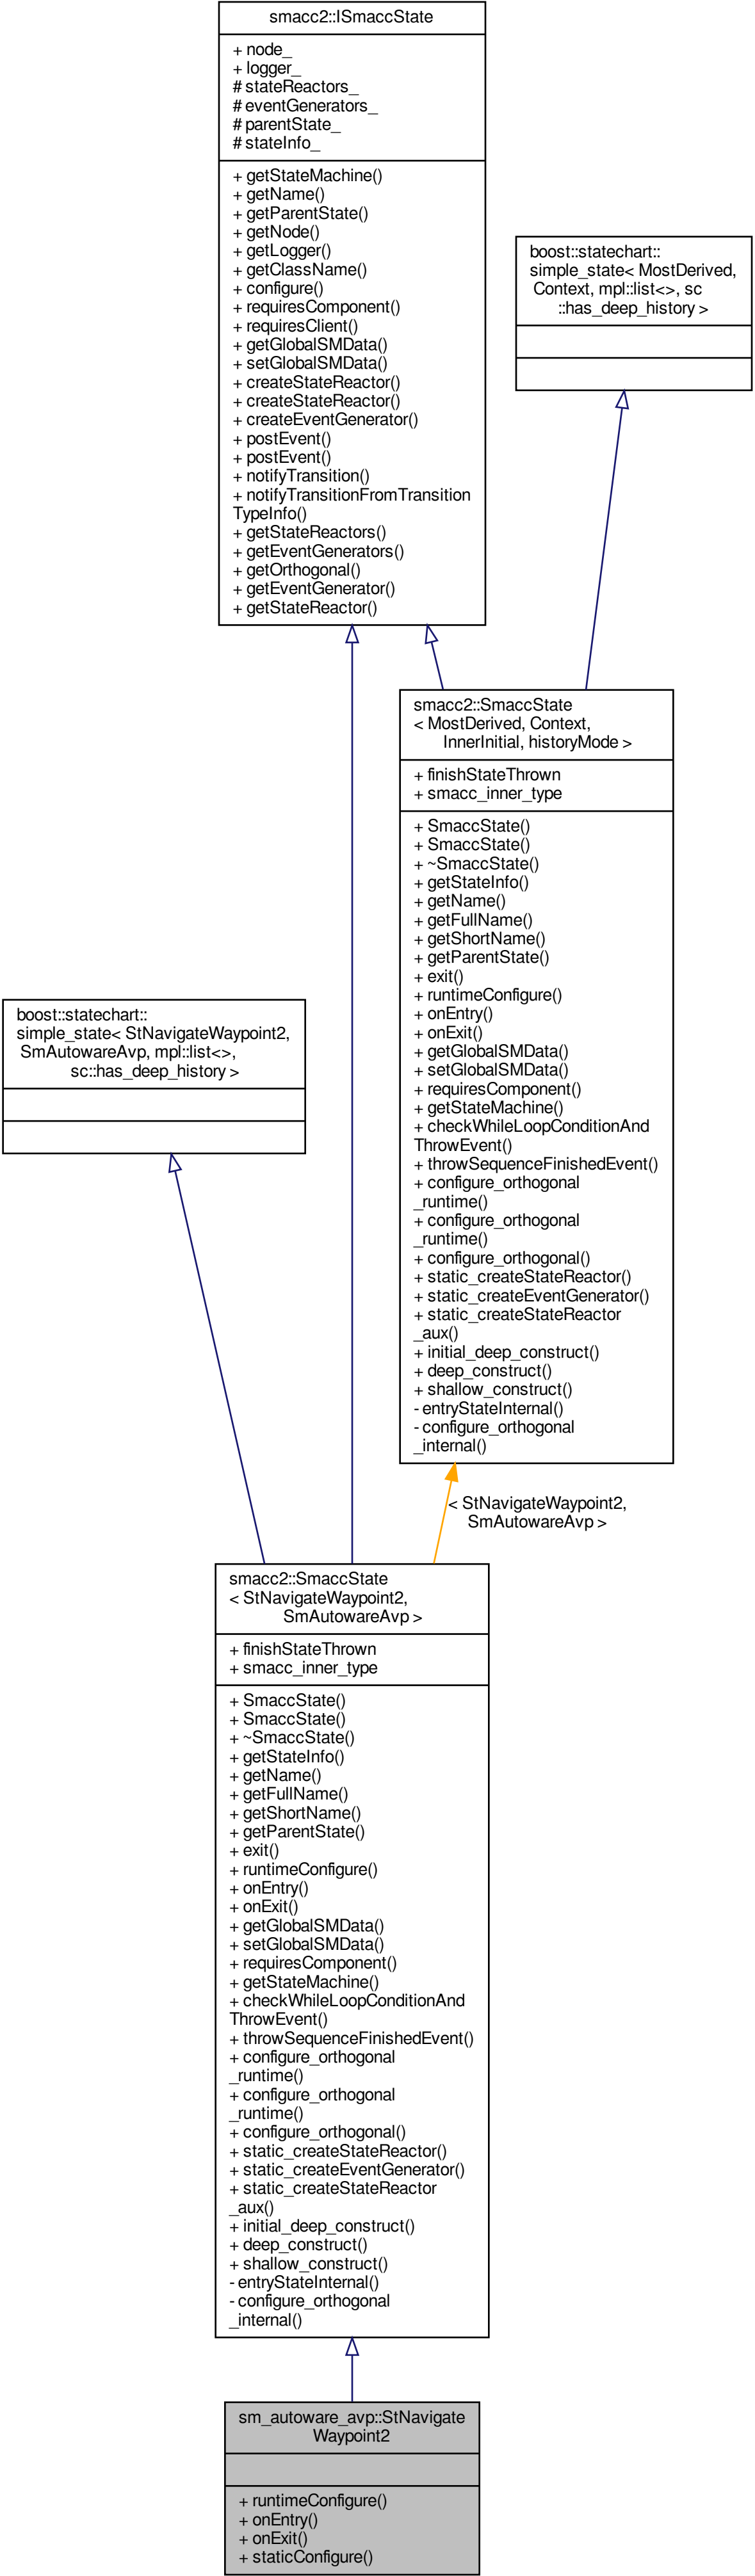 smacc2::ISmaccState
+ node_
+ logger_
# stateReactors_
# eventGenerators_
# parentState_
# stateInfo_
+ getStateMachine()
+ getName()
+ getParentState()
+ getNode()
+ getLogger()
+ getClassName()
+ configure()
+ requiresComponent()
+ requiresClient()
+ getGlobalSMData()
+ setGlobalSMData()
+ createStateReactor()
+ createStateReactor()
+ createEventGenerator()
+ postEvent()
+ postEvent()
+ notifyTransition()
+ notifyTransitionFromTransition
TypeInfo()
+ getStateReactors()
+ getEventGenerators()
+ getOrthogonal()
+ getEventGenerator()
+ getStateReactor()
boost::statechart::
simple_state< MostDerived,
Context, mpl::list<>, sc
::has_deep_history >
smacc2::SmaccState
< MostDerived, Context,
InnerInitial, historyMode >
+ finishStateThrown
+ smacc_inner_type
+ SmaccState()
+ SmaccState()
+ ~SmaccState()
+ getStateInfo()
+ getName()
+ getFullName()
+ getShortName()
+ getParentState()
+ exit()
+ runtimeConfigure()
+ onEntry()
+ onExit()
+ getGlobalSMData()
+ setGlobalSMData()
+ requiresComponent()
+ getStateMachine()
+ checkWhileLoopConditionAnd
ThrowEvent()
+ throwSequenceFinishedEvent()
+ configure_orthogonal
_runtime()
+ configure_orthogonal
_runtime()
+ configure_orthogonal()
+ static_createStateReactor()
+ static_createEventGenerator()
+ static_createStateReactor
_aux()
+ initial_deep_construct()
+ deep_construct()
+ shallow_construct()
- entryStateInternal()
- configure_orthogonal
_internal()
boost::statechart::
simple_state< StNavigateWaypoint2,
SmAutowareAvp, mpl::list<>,
sc::has_deep_history >
< StNavigateWaypoint2,
SmAutowareAvp >
smacc2::SmaccState
< StNavigateWaypoint2,
SmAutowareAvp >
+ finishStateThrown
+ smacc_inner_type
+ SmaccState()
+ SmaccState()
+ ~SmaccState()
+ getStateInfo()
+ getName()
+ getFullName()
+ getShortName()
+ getParentState()
+ exit()
+ runtimeConfigure()
+ onEntry()
+ onExit()
+ getGlobalSMData()
+ setGlobalSMData()
+ requiresComponent()
+ getStateMachine()
+ checkWhileLoopConditionAnd
ThrowEvent()
+ throwSequenceFinishedEvent()
+ configure_orthogonal
_runtime()
+ configure_orthogonal
_runtime()
+ configure_orthogonal()
+ static_createStateReactor()
+ static_createEventGenerator()
+ static_createStateReactor
_aux()
+ initial_deep_construct()
+ deep_construct()
+ shallow_construct()
- entryStateInternal()
- configure_orthogonal
_internal()
sm_autoware_avp::StNavigate
Waypoint2
+ runtimeConfigure()
+ onEntry()
+ onExit()
+ staticConfigure()